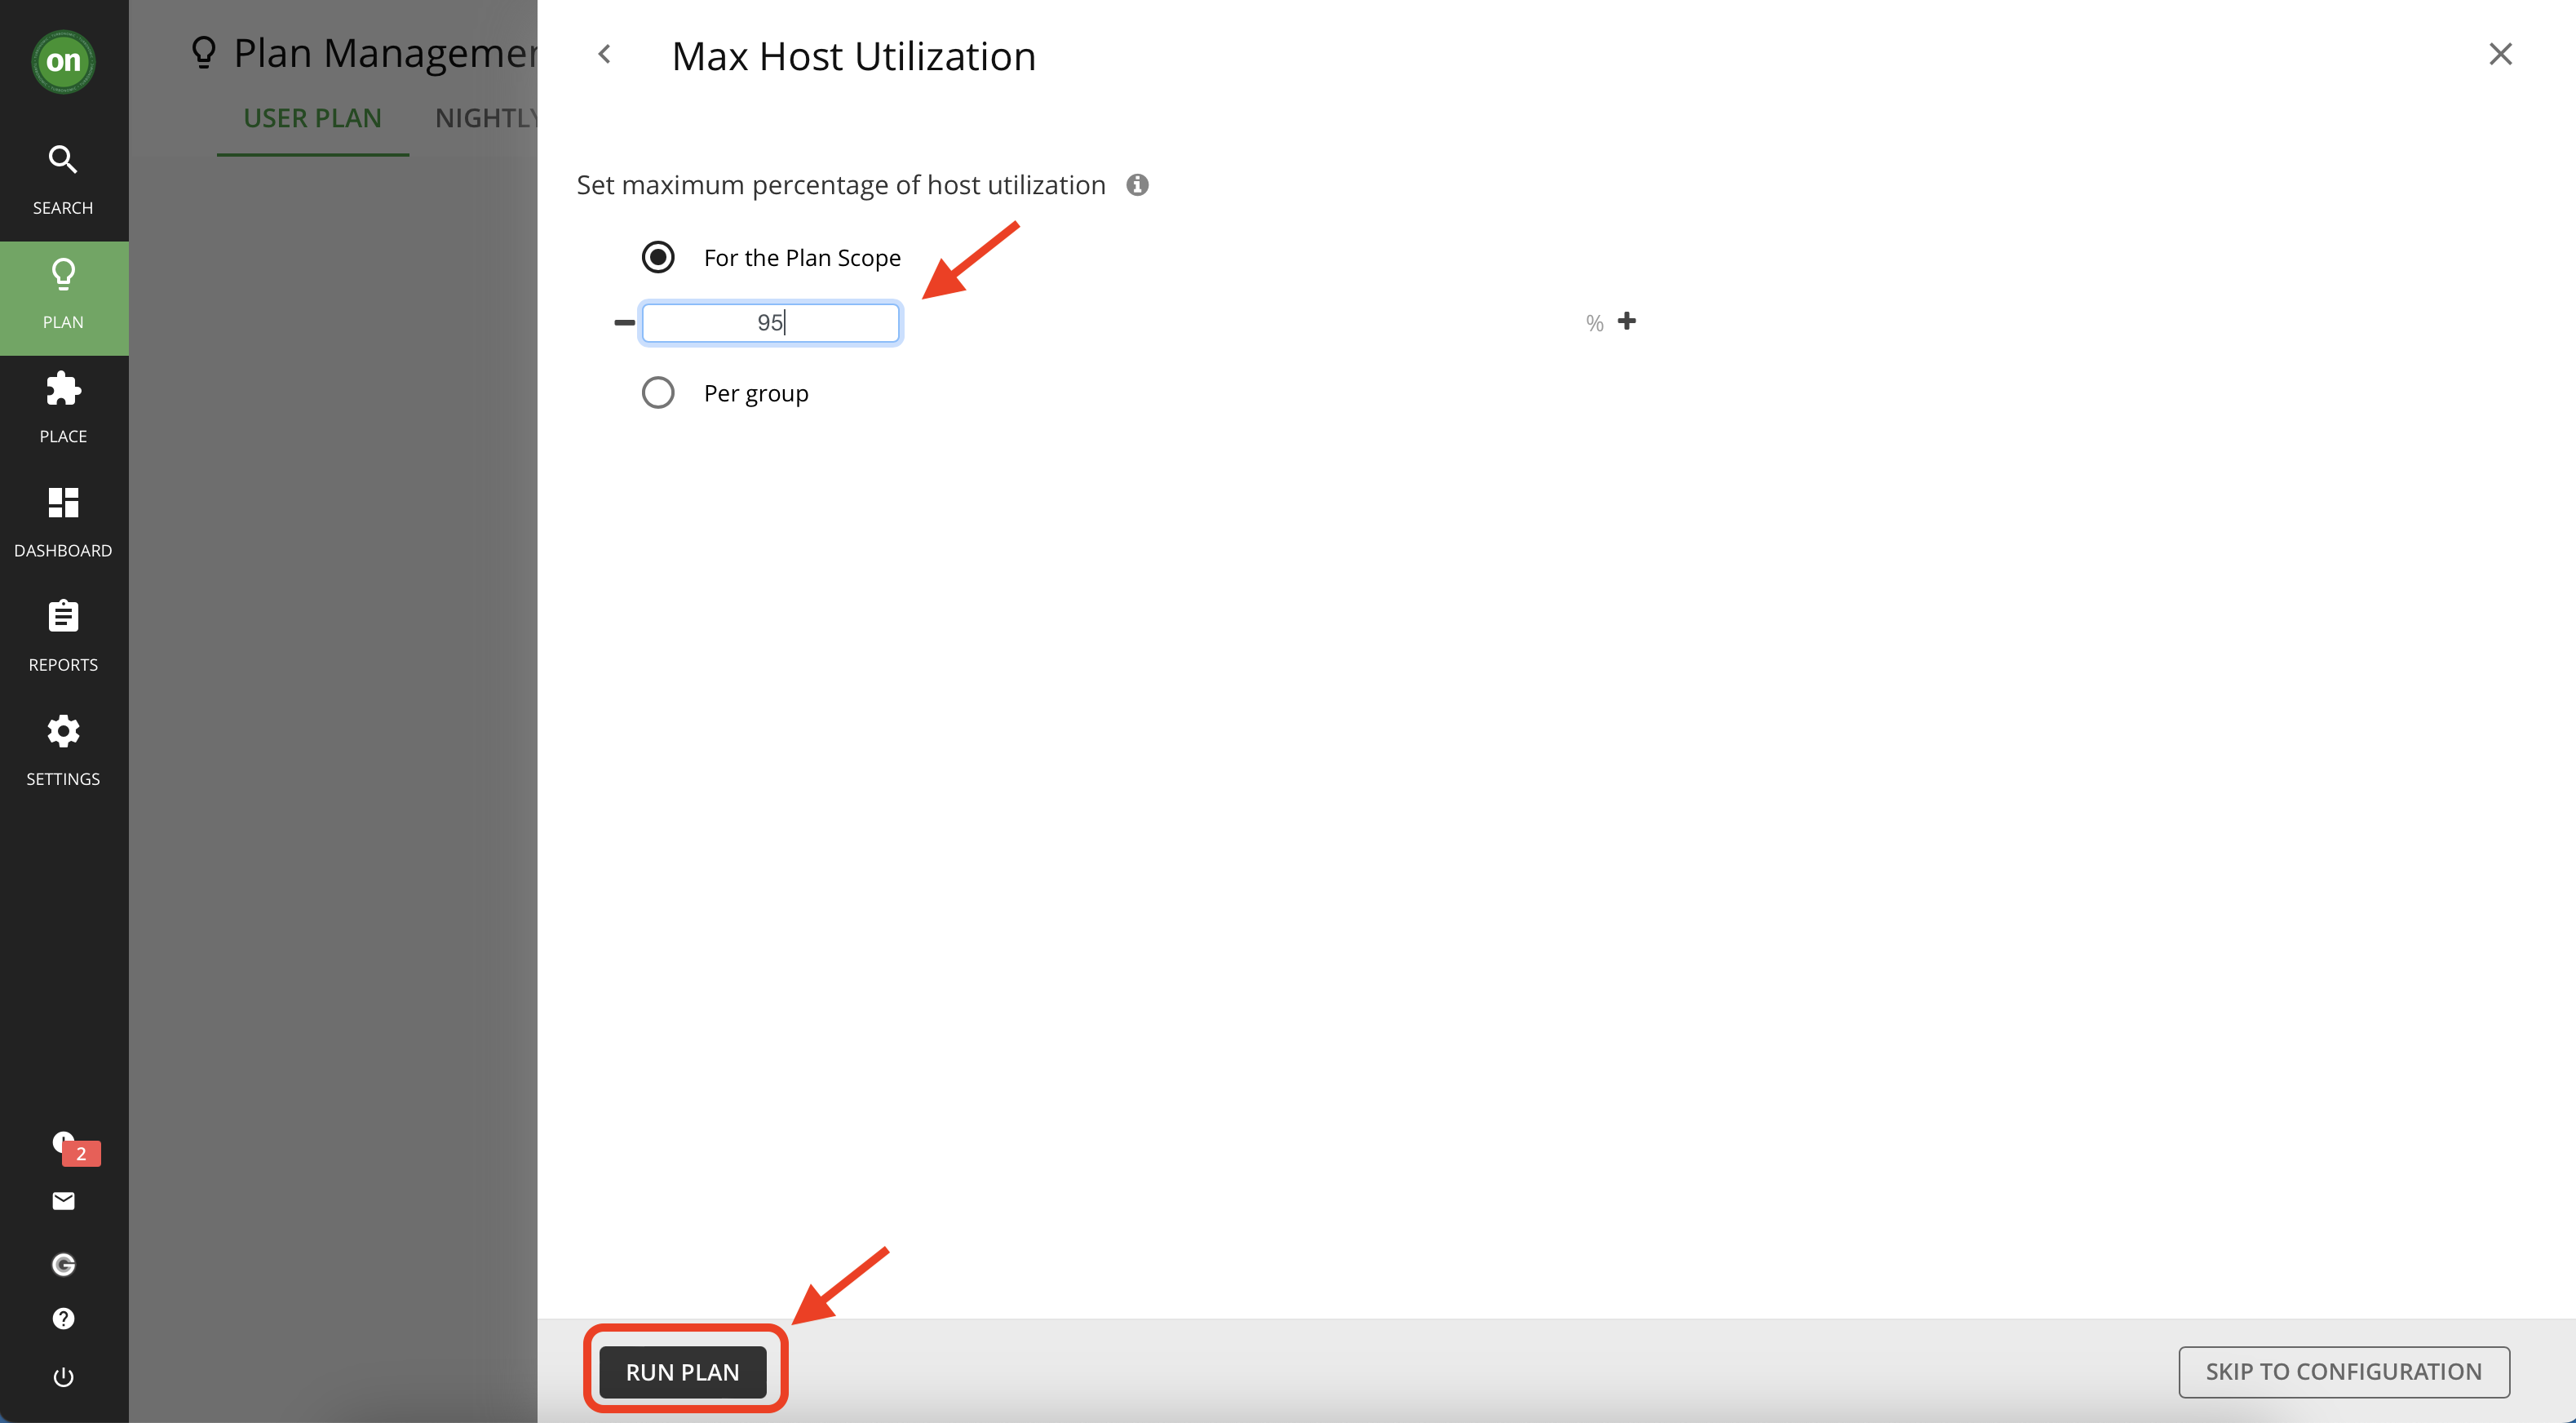 on
SEARCH
PLAN
PLACE
DASHBOARD
REPORTS
SETTINGS
2
Plan Managemen
USER PLAN NIGHTLY
Max Host Utilization
Set maximum percentage of host utilization
For the Plan Scope
95 %
Per group
RUN PLAN
SKIP TO CONFIGURATION